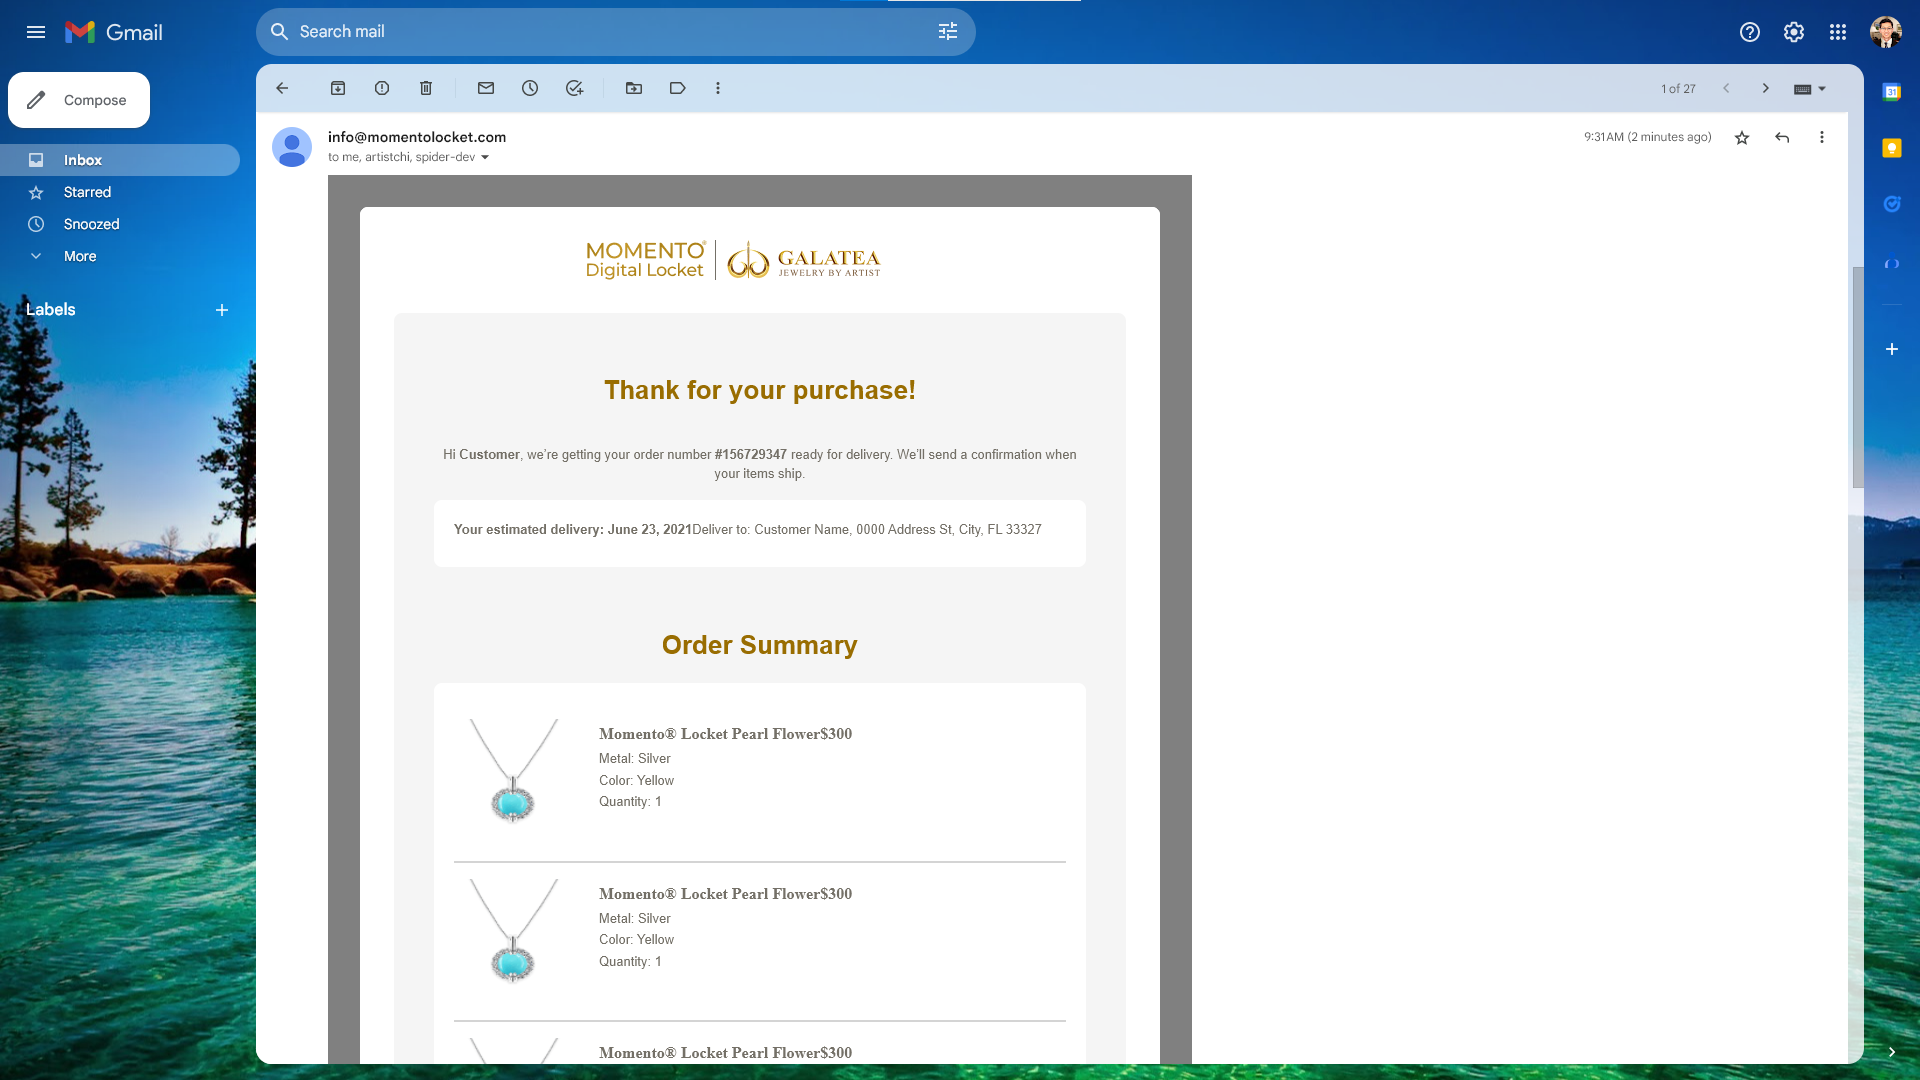 Gmail
Search mail
Compose
1 of 27
Inbox
Starred
Snoozed
More
Labels
info@momentolocket.com
to me, artistchi, spider-dev
9:31AM (2 minutes ago)
31
MOMENTO®
Digital Locket
GALATEA
JEWELRY BY ARTIST
Thank for your purchase!
Hi Customer, we're getting your order number #156729347 ready for delivery. We'll send a confirmation when
your items ship.
Your estimated delivery: June 23, 2021Deliver to: Customer Name, 0000 Address St, City, FL 33327
Order Summary
Momento® Locket Pearl Flower$300
Metal: Silver
Color: Yellow
Quantity: 1
Momento® Locket Pearl Flower$300
Metal: Silver
Color: Yellow
Quantity: 1
Momento® Locket Pearl Flower$300